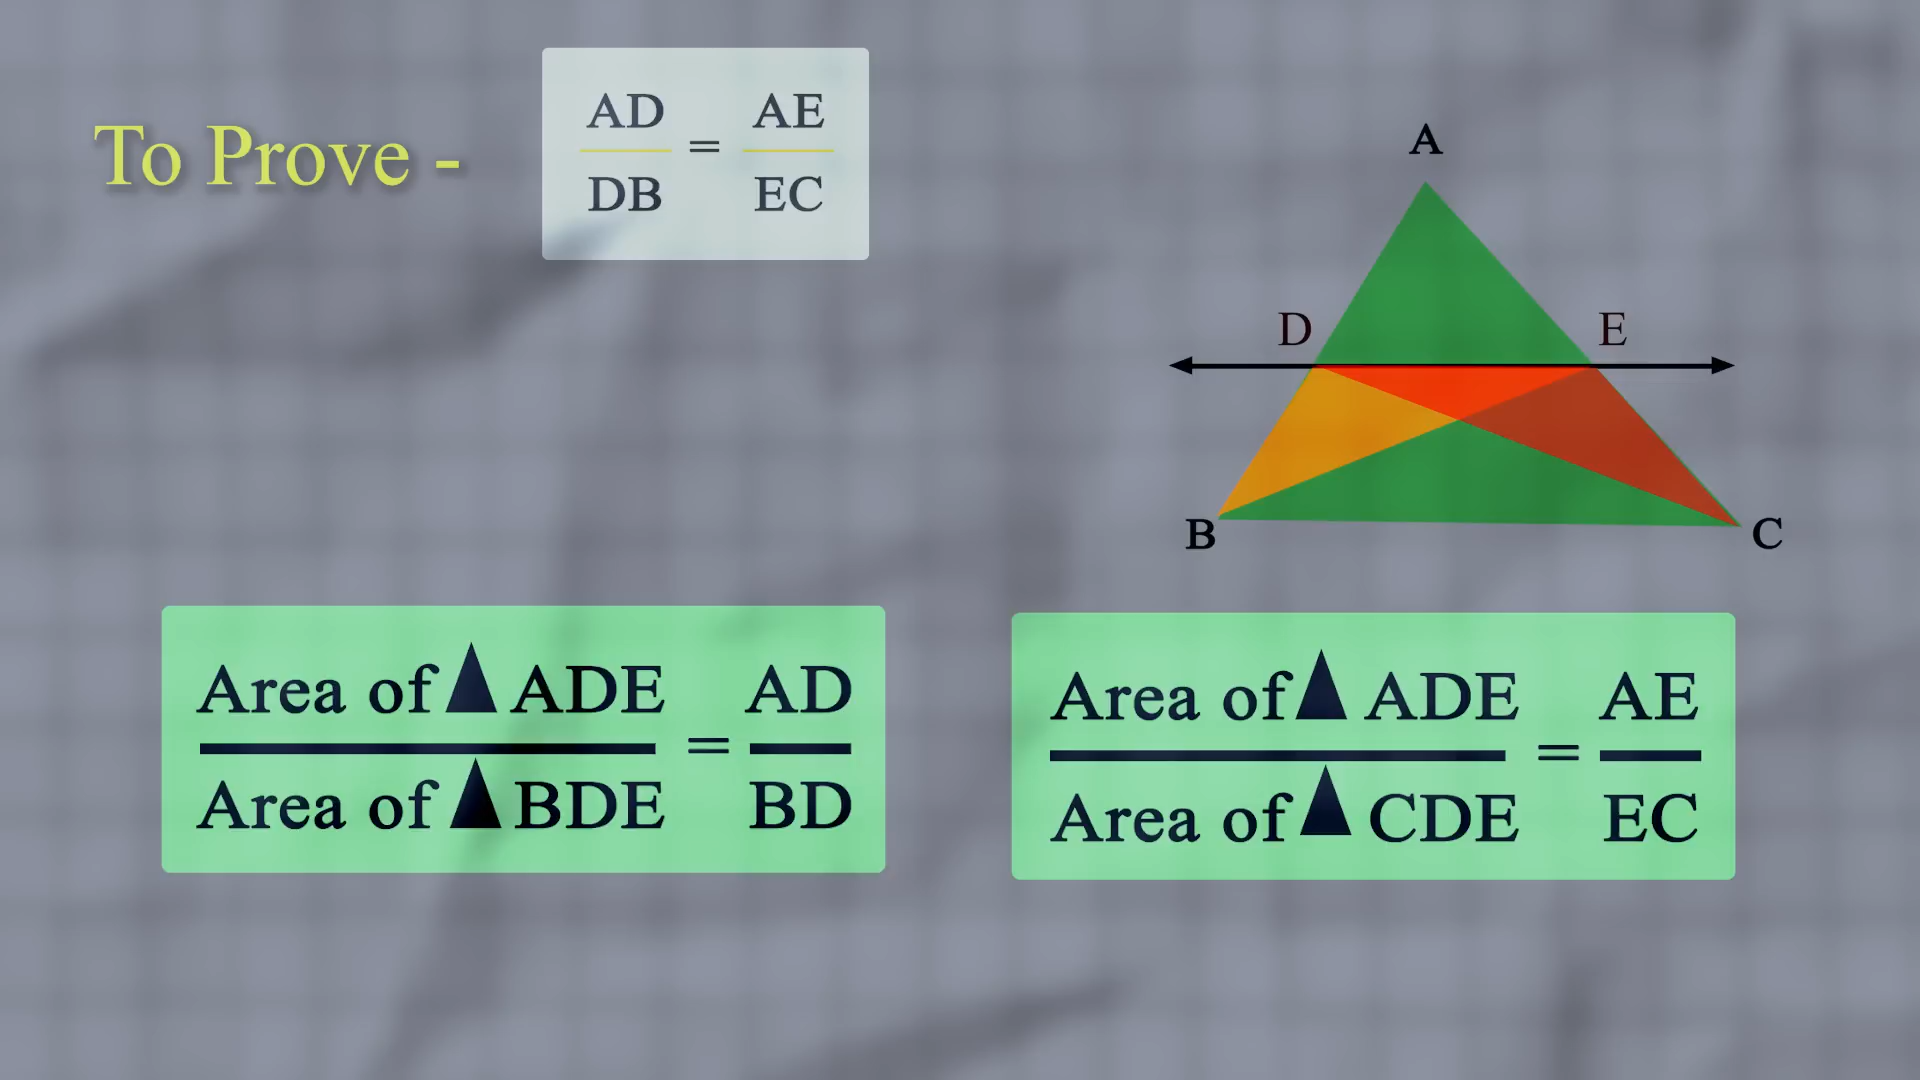 To Prove -
AD
DB
=
AE
EC
A
D
E
B
C
Area of ▲ ADE
Area of ▲ BDE
=
AD
BD
Area of ▲ ADE
Area of ▲ CDE
=
AE
EC